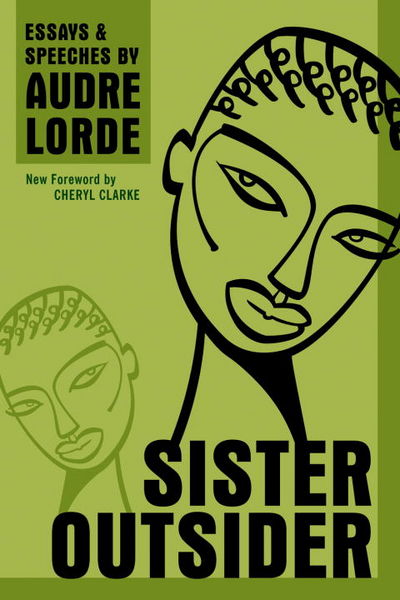 ESSAYS &
SPEECHES BY
AUDRE
LORDE
New Foreword by
CHERYL CLARKE
SISTER
OUTSIDER